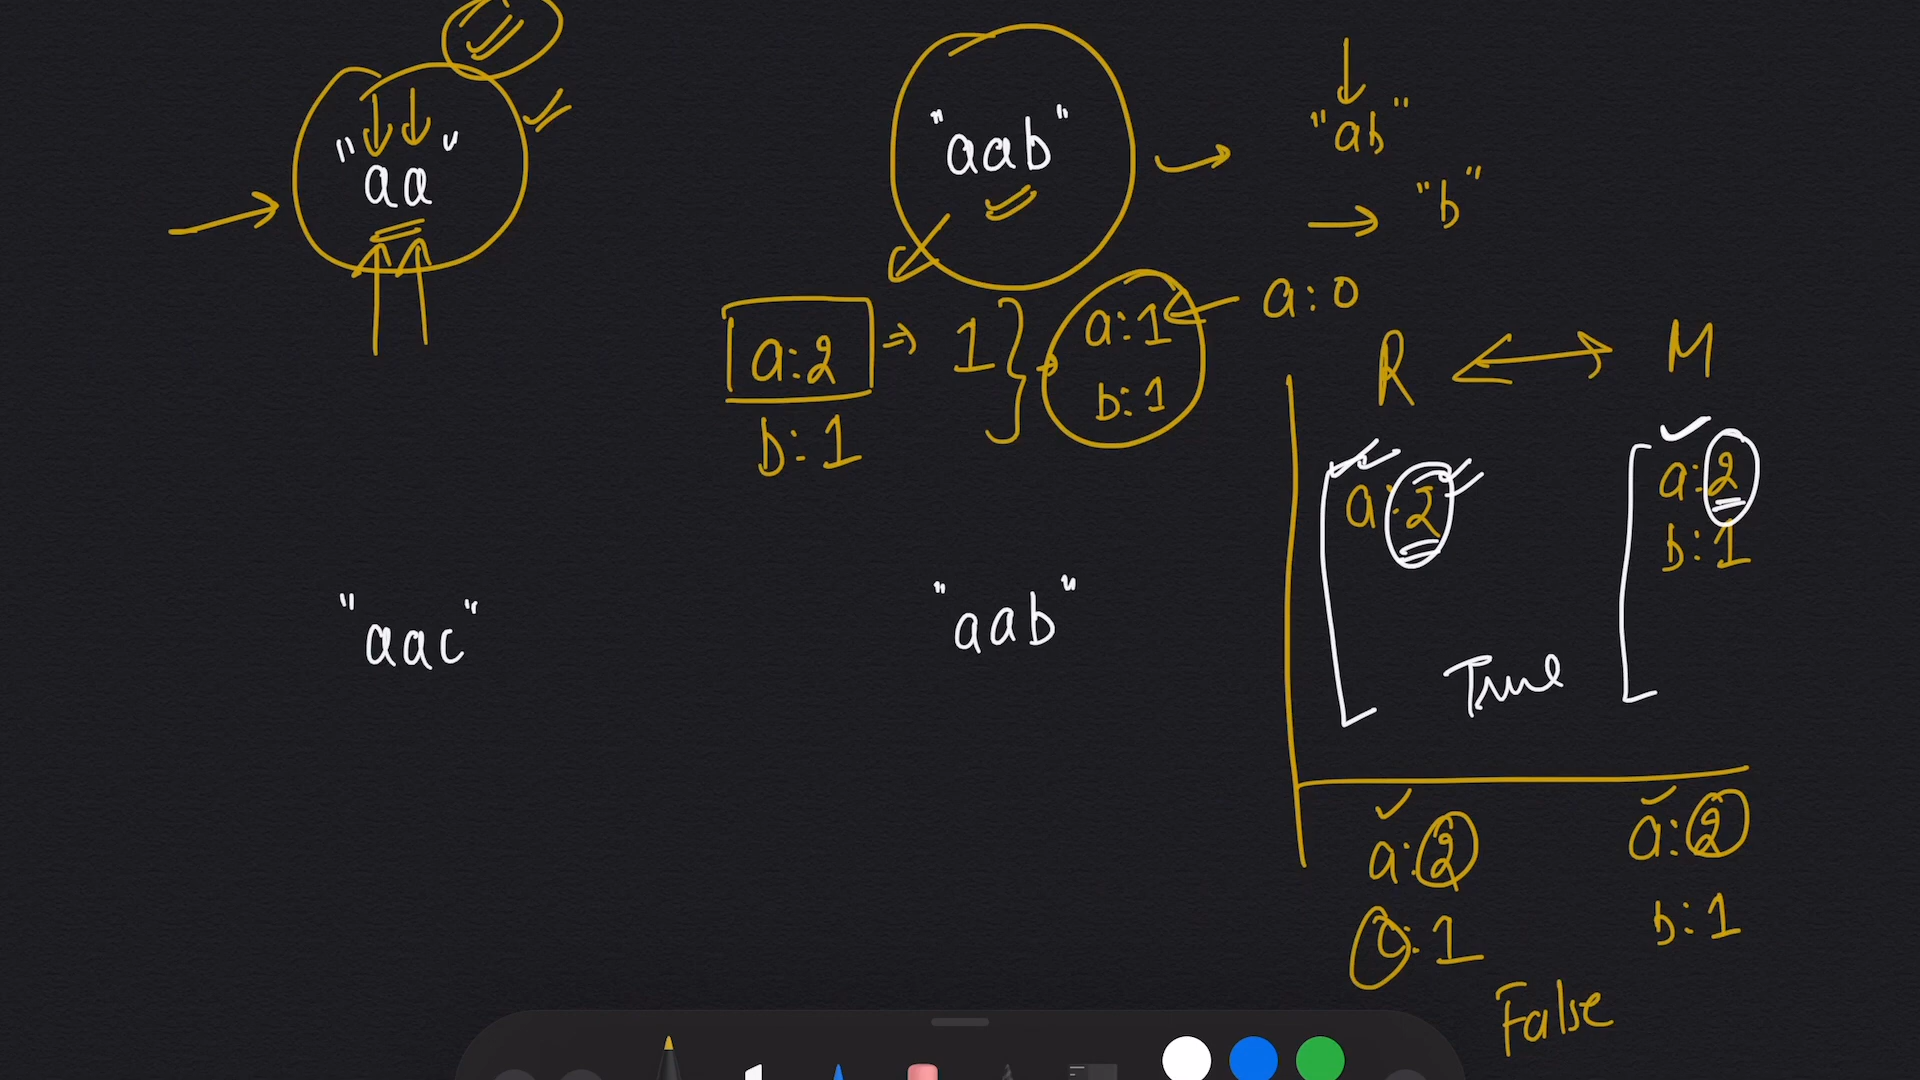 "aa"
"aab"
"ab"
"b"
a:2 ⇒ 1
b:1
a:1
b:1
a:0
R ↔ M
a:2
a:2
b:1
"aac"
"aab"
True
a:2
c:1
a:2
b:1
False